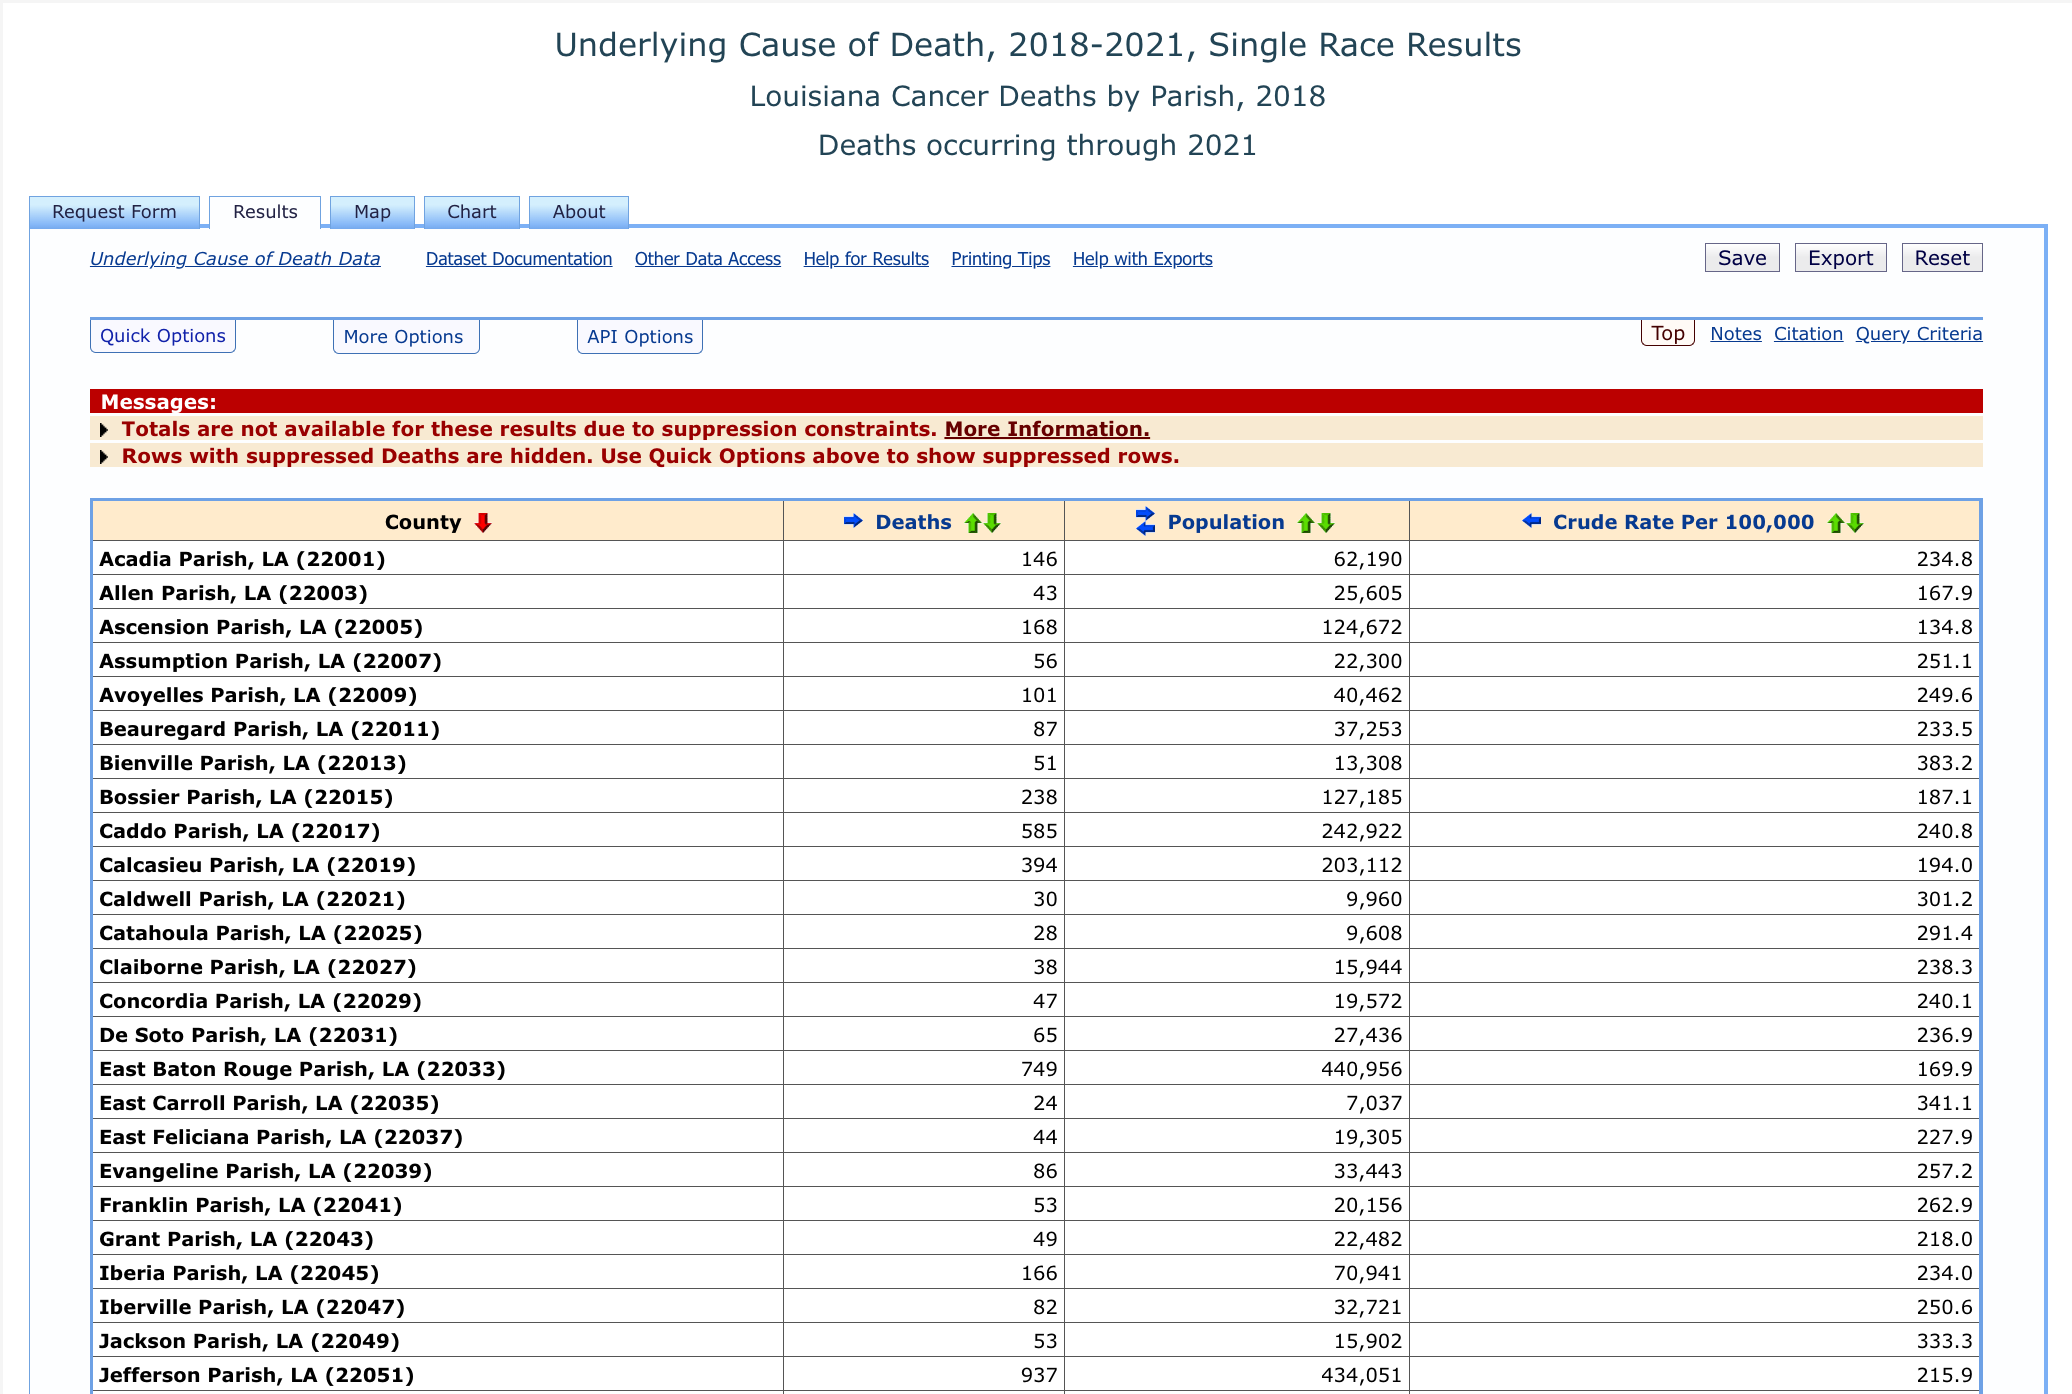 Underlying Cause of Death, 2018-2021, Single Race Results
Louisiana Cancer Deaths by Parish, 2018
Deaths occurring through 2021
Request Form Results Map Chart About
Underlying Cause of Death Data Dataset Documentation Other Data Access Help for Results Printing Tips Help with Exports Save Export Reset
Quick Options More Options API Options Top Notes Citation Query Criteria
Messages:
Totals are not available for these results due to suppression constraints. More Information.
Rows with suppressed Deaths are hidden. Use Quick Options above to show suppressed rows.
County Deaths Population Crude Rate Per 100,000
Acadia Parish, LA (22001) 146 62,190 234.8
Allen Parish, LA (22003) 43 25,605 167.9
Ascension Parish, LA (22005) 168 124,672 134.8
Assumption Parish, LA (22007) 56 22,300 251.1
Avoyelles Parish, LA (22009) 101 40,462 249.6
Beauregard Parish, LA (22011) 87 37,253 233.5
Bienville Parish, LA (22013) 51 13,308 383.2
Bossier Parish, LA (22015) 238 127,185 187.1
Caddo Parish, LA (22017) 585 242,922 240.8
Calcasieu Parish, LA (22019) 394 203,112 194.0
Caldwell Parish, LA (22021) 30 9,960 301.2
Catahoula Parish, LA (22025) 28 9,608 291.4
Claiborne Parish, LA (22027) 38 15,944 238.3
Concordia Parish, LA (22029) 47 19,572 240.1
De Soto Parish, LA (22031) 65 27,436 236.9
East Baton Rouge Parish, LA (22033) 749 440,956 169.9
East Carroll Parish, LA (22035) 24 7,037 341.1
East Feliciana Parish, LA (22037) 44 19,305 227.9
Evangeline Parish, LA (22039) 86 33,443 257.2
Franklin Parish, LA (22041) 53 20,156 262.9
Grant Parish, LA (22043) 49 22,482 218.0
Iberia Parish, LA (22045) 166 70,941 234.0
Iberville Parish, LA (22047) 82 32,721 250.6
Jackson Parish, LA (22049) 53 15,902 333.3
Jefferson Parish, LA (22051) 937 434,051 215.9